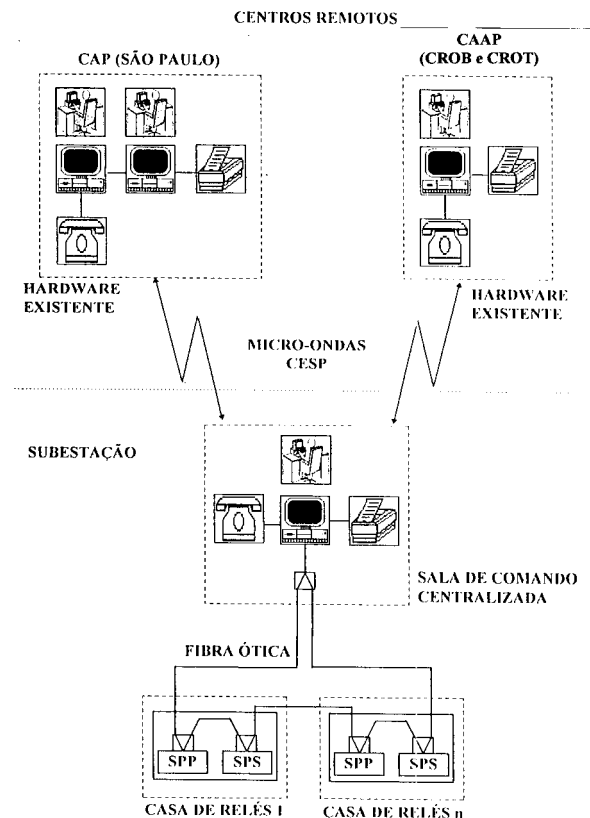 CENTROS REMOTOS
CAP (SÃO PAULO)
CAAP
(CROB e CROT)
HARDWARE
EXISTENTE
HARDWARE
EXISTENTE
MICRO-ONDAS
CESP
SUBESTAÇÃO
SALA DE COMANDO
CENTRALIZADA
FIBRA ÓTICA
SPP
SPS
SPP
SPS
CASA DE RELÉS 1
CASA DE RELÉS n